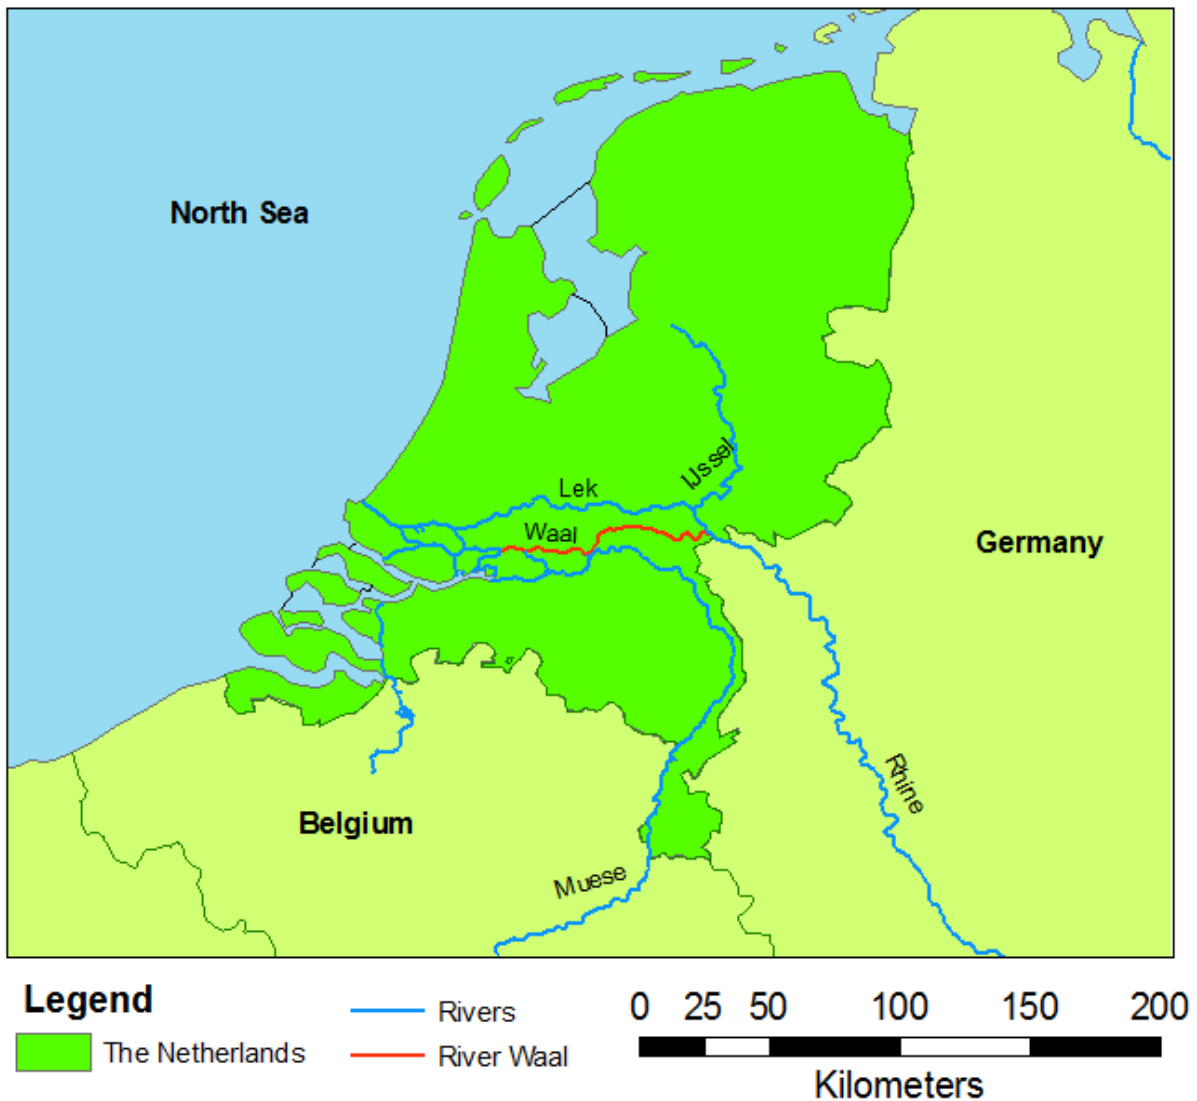 North Sea
IJssel
Lek
Waal
Germany
Rhine
Belgium
Muese
Legend
The Netherlands
Rivers
River Waal
0 25 50 100 150 200
Kilometers